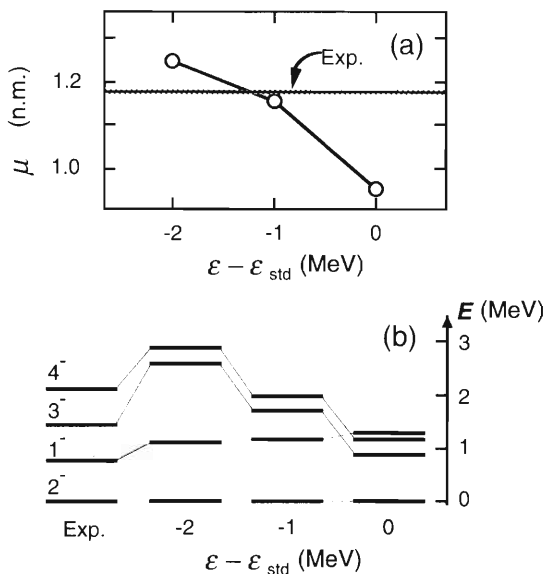 (a)
Exp.
μ (n.m.)
1.2
1.0
-2 -1 0
ε - ε std (MeV)
(b)
E (MeV)
3
2
1
0
4⁻
3⁻
1⁻
2⁻
Exp. -2 -1 0
ε - ε std (MeV)